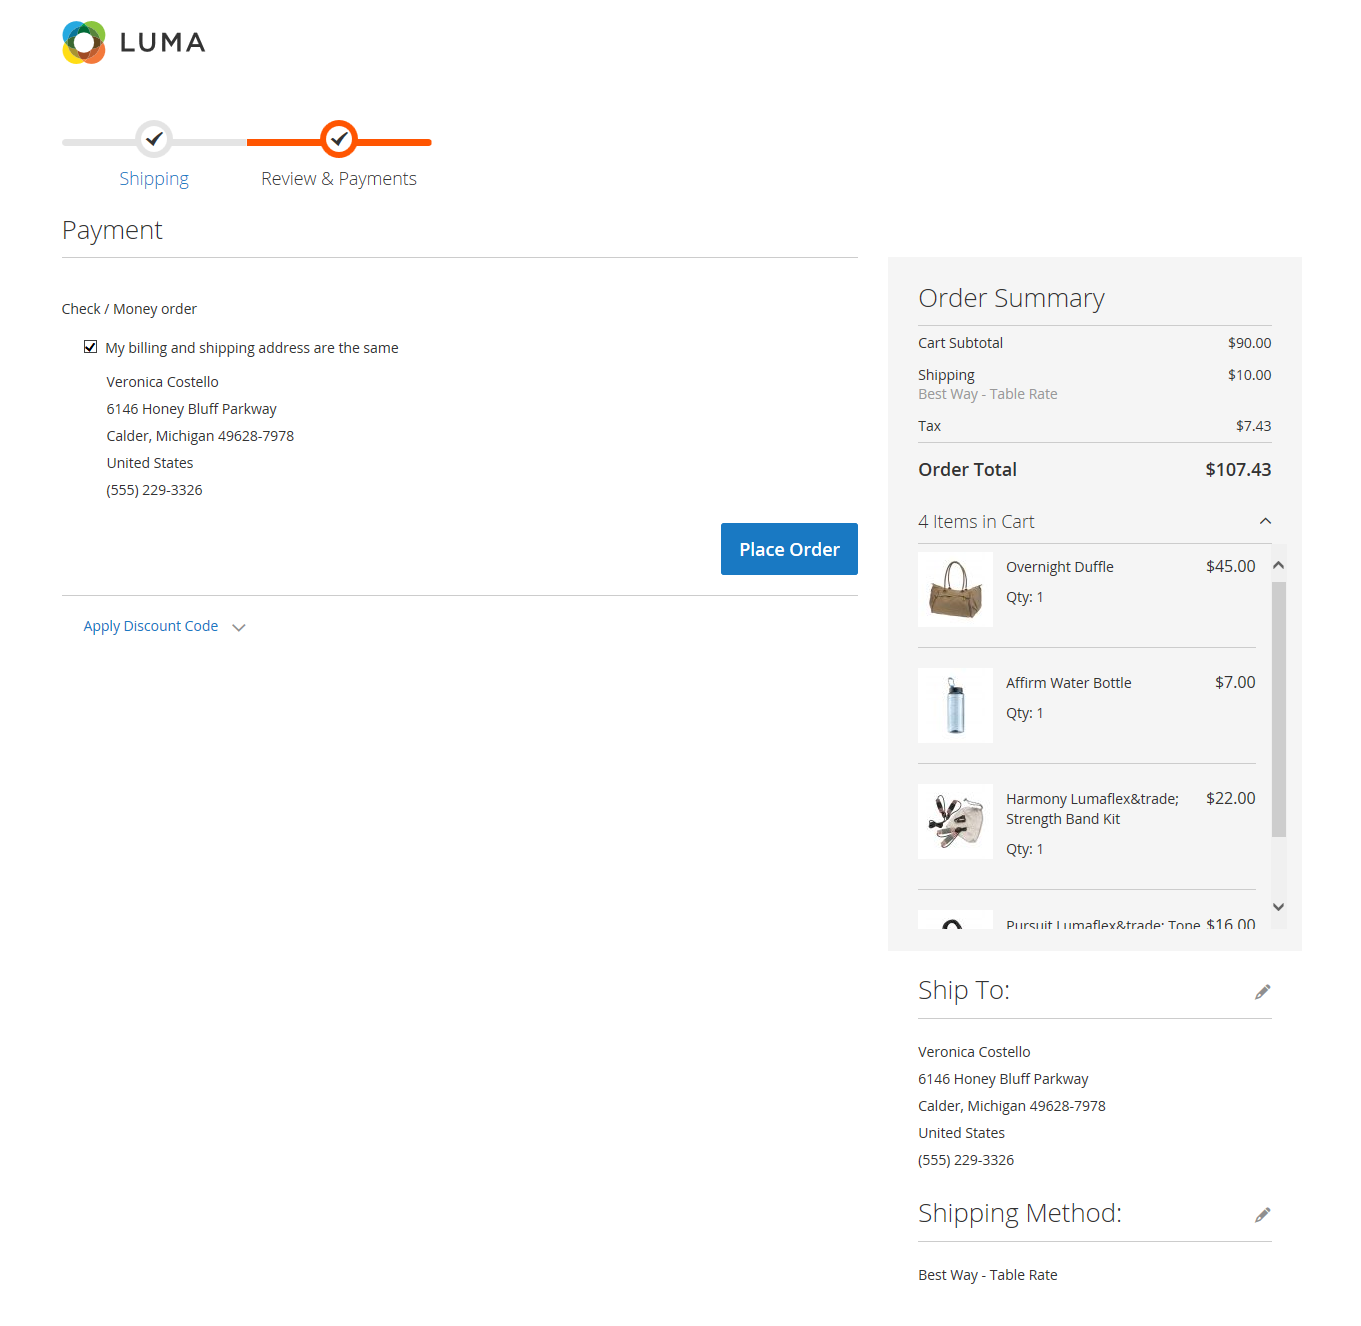 LUMA
Shipping
Review & Payments
Payment
Check / Money order
My billing and shipping address are the same
Veronica Costello
6146 Honey Bluff Parkway
Calder, Michigan 49628-7978
United States
(555) 229-3326
Place Order
Apply Discount Code
Order Summary
Cart Subtotal $90.00
Shipping $10.00
Best Way - Table Rate
Tax $7.43
Order Total $107.43
4 Items in Cart
Overnight Duffle $45.00
Qty: 1
Affirm Water Bottle $7.00
Qty: 1
Harmony Lumaflex&trade; $22.00
Strength Band Kit
Qty: 1
Pursuit Lumaflex&trade; Tone $16.00
Ship To:
Veronica Costello
6146 Honey Bluff Parkway
Calder, Michigan 49628-7978
United States
(555) 229-3326
Shipping Method:
Best Way - Table Rate